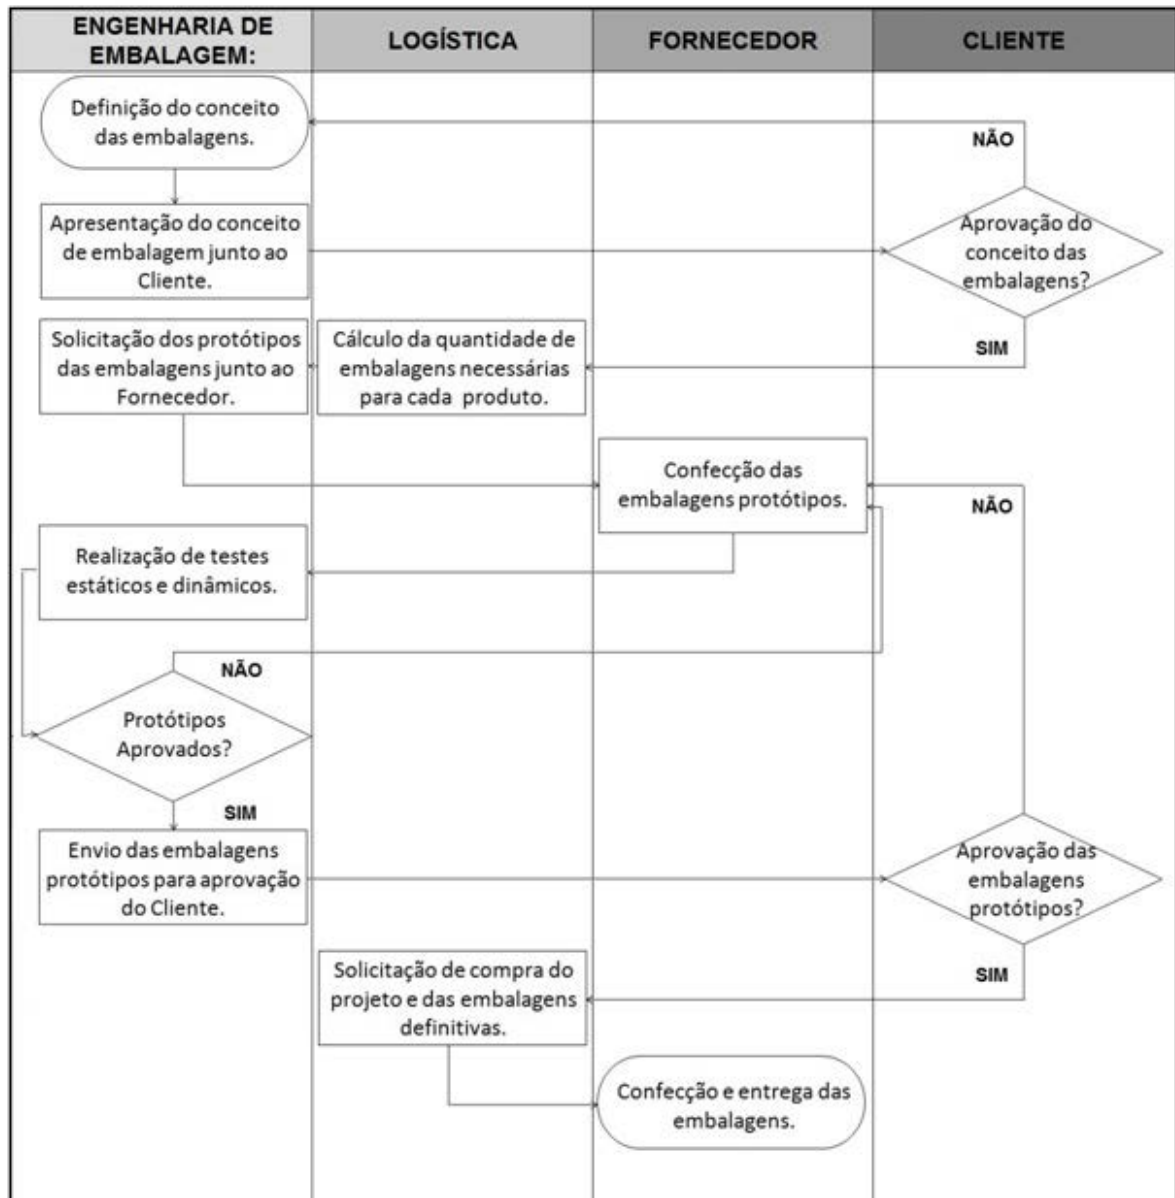 ENGENHARIA DE
EMBALAGEM:
LOGÍSTICA
FORNECEDOR
CLIENTE
Definição do conceito
das embalagens.
NÃO
Apresentação do conceito
de embalagem junto ao
Cliente.
Aprovação do
conceito das
embalagens?
SIM
Solicitação dos protótipos
das embalagens junto ao
Fornecedor.
Cálculo da quantidade de
embalagens necessárias
para cada produto.
Confecção das
embalagens protótipos.
NÃO
Realização de testes
estáticos e dinâmicos.
NÃO
Protótipos
Aprovados?
SIM
Envio das embalagens
protótipos para aprovação
do Cliente.
Aprovação das
embalagens
protótipos?
SIM
Solicitação de compra do
projeto e das embalagens
definitivas.
Confecção e entrega das
embalagens.